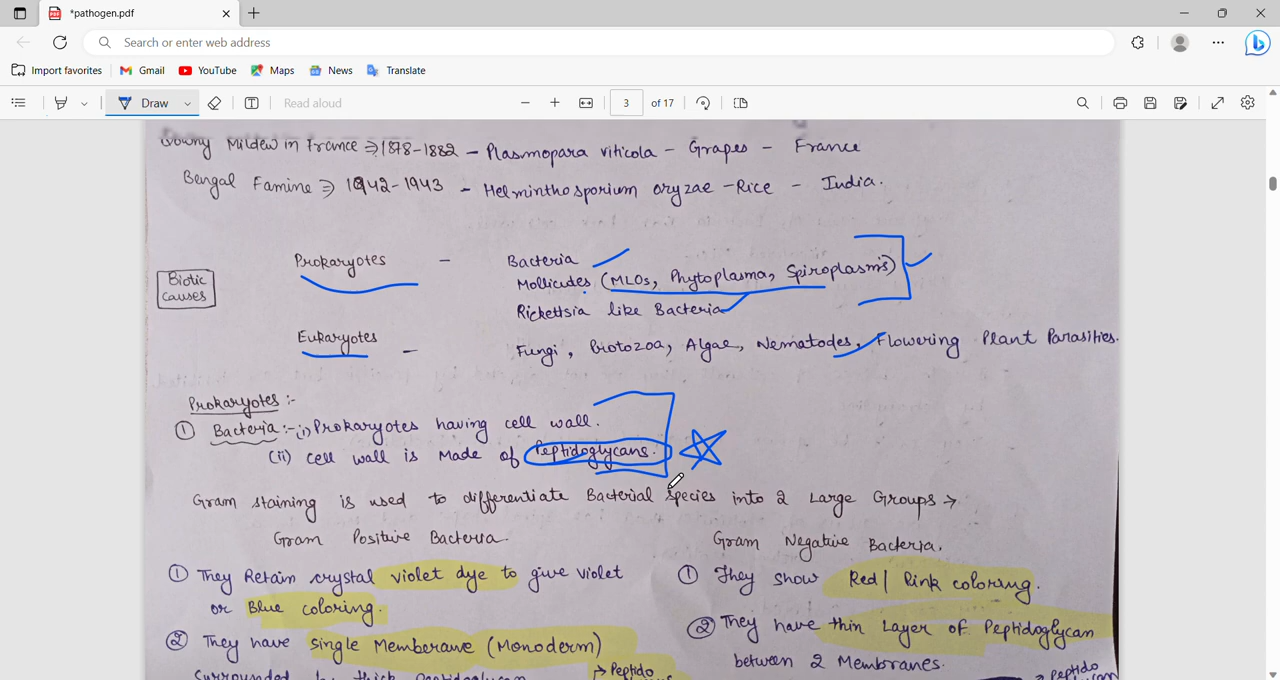 *pathogen.pdf
Search or enter web address
Import favorites Gmail YouTube Maps News Translate
Draw Read aloud 3 of 17
Downy Mildew in France ⇒ 1878-1882 - Plasmopara viticola - Grapes - France
Bengal Famine ⇒ 1942-1943 - Helminthosporium oryzae - Rice - India.
Prokaryotes - Bacteria
Biotic causes
Mollicutes (MLOs, Phytoplasma, Spiroplasms)
Rickettsia like Bacteria
Eukaryotes - Fungi, Protozoa, Algae, Nematodes, Flowering Plant Parasities.
Prokaryotes :-
① Bacteria :- (i) Prokaryotes having cell wall.
(ii) cell wall is Made of Peptidoglycans.
Gram staining is used to differentiate Bacterial species into 2 Large Groups →
Gram Positive Bacteria. Gram Negative Bacteria.
① They Retain crystal violet dye to give violet
or Blue coloring.
① They show Red / Pink coloring.
② They have single Memberane (Monoderm)
② They have thin Layer of Peptidoglycan
between 2 Membranes.
→ Peptido